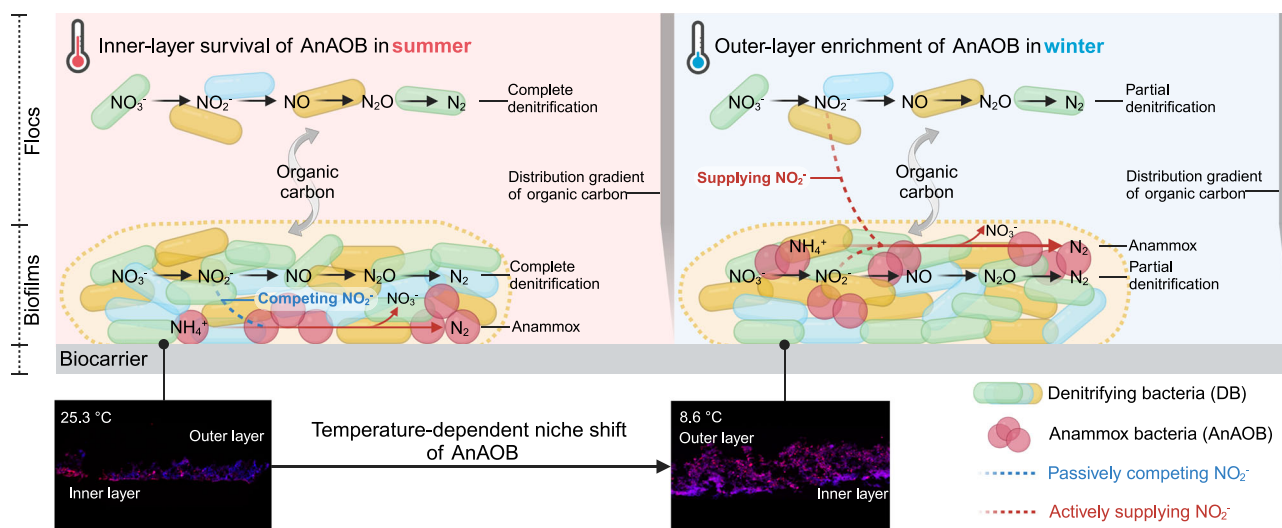 Flocs
Biofilms
Inner-layer survival of AnAOB in summer
NO₃⁻ NO₂⁻ NO N₂O N₂
Complete
denitrification
Organic
carbon
Distribution gradient
of organic carbon
NO₃⁻ NO₂⁻ NO N₂O N₂
Complete
denitrification
Competing NO₂⁻
NO₃⁻
NH₄⁺
N₂
Anammox
Outer-layer enrichment of AnAOB in winter
NO₃⁻ NO₂⁻ NO N₂O N₂
Partial
denitrification
Supplying NO₂⁻
Organic
carbon
Distribution gradient
of organic carbon
NO₃⁻
NH₄⁺
N₂
Anammox
NO₃⁻ NO₂⁻ NO N₂O N₂
Partial
denitrification
Biocarrier
25.3 °C
Outer layer
Inner layer
Temperature-dependent niche shift
of AnAOB
8.6 °C
Outer layer
Inner layer
Denitrifying bacteria (DB)
Anammox bacteria (AnAOB)
Passively competing NO₂⁻
Actively supplying NO₂⁻